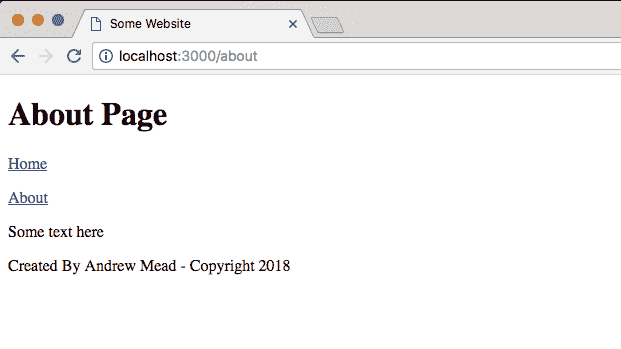 Some Website
localhost:3000/about
About Page
Home
About
Some text here
Created By Andrew Mead - Copyright 2018